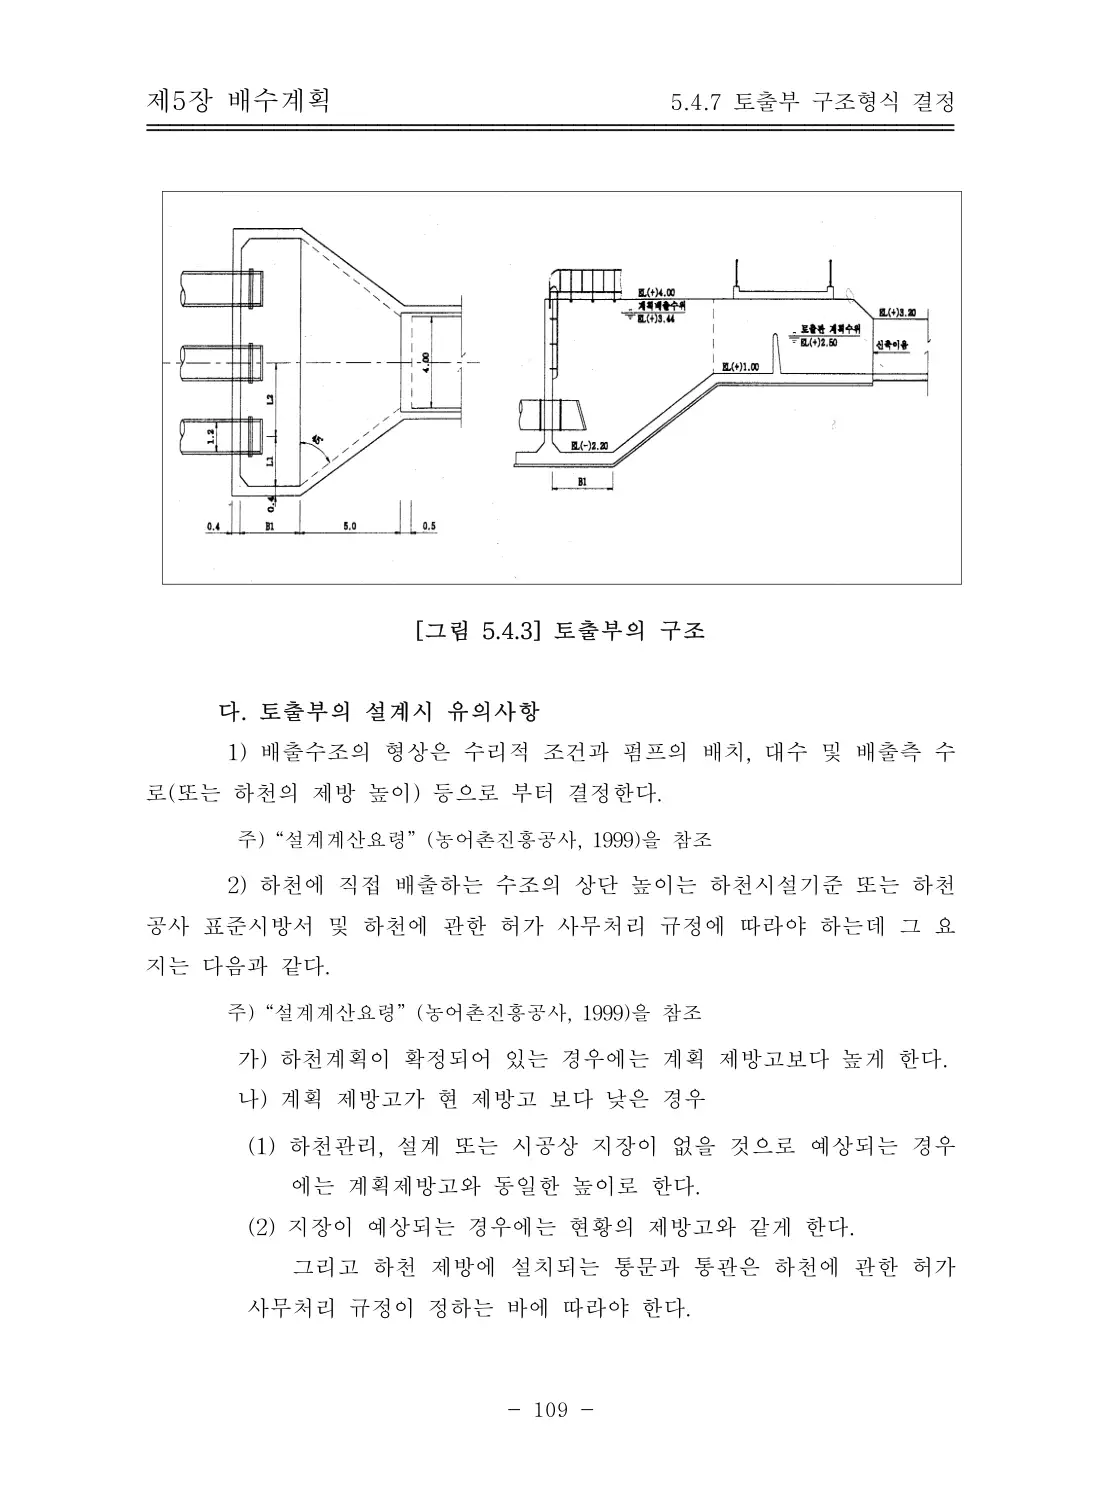 제5장 배수계획
5.4.7 토출부 구조형식 결정
EL(+)4.00
계획배출수위
EL(+)3.44
EL(+)3.20
토출관 계획수위
EL(+)2.50
신축이음
EL(+)1.00
EL(-)2.20
B1
4.00
L2
1.2
L1
0.4
0.4
B1
5.0
0.5
[그림 5.4.3] 토출부의 구조
다. 토출부의 설계시 유의사항
1) 배출수조의 형상은 수리적 조건과 펌프의 배치, 대수 및 배출측 수
로(또는 하천의 제방 높이) 등으로 부터 결정한다.
주) “설계계산요령” (농어촌진흥공사, 1999)을 참조
2) 하천에 직접 배출하는 수조의 상단 높이는 하천시설기준 또는 하천
공사 표준시방서 및 하천에 관한 허가 사무처리 규정에 따라야 하는데 그 요
지는 다음과 같다.
주) “설계계산요령” (농어촌진흥공사, 1999)을 참조
가) 하천계획이 확정되어 있는 경우에는 계획 제방고보다 높게 한다.
나) 계획 제방고가 현 제방고 보다 낮은 경우
(1) 하천관리, 설계 또는 시공상 지장이 없을 것으로 예상되는 경우
에는 계획제방고와 동일한 높이로 한다.
(2) 지장이 예상되는 경우에는 현황의 제방고와 같게 한다.
그리고 하천 제방에 설치되는 통문과 통관은 하천에 관한 허가
사무처리 규정이 정하는 바에 따라야 한다.
- 109 -